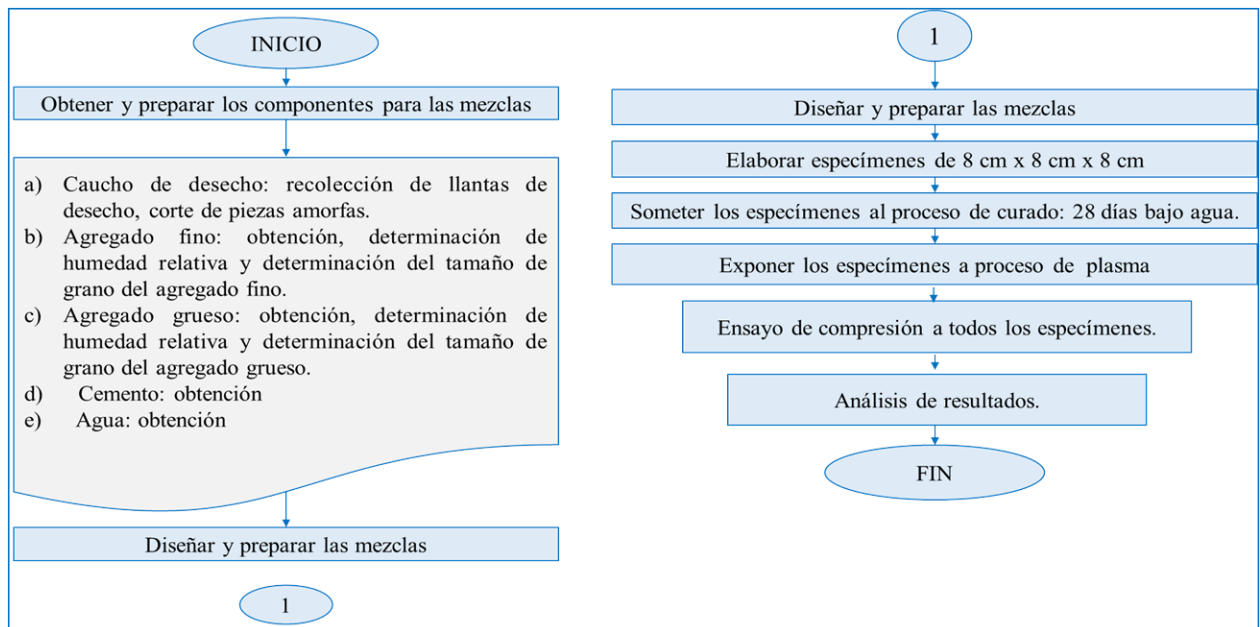 INICIO
Obtener y preparar los componentes para las mezclas
a) Caucho de desecho: recolección de llantas de
desecho, corte de piezas amorfas.
b) Agregado fino: obtención, determinación de
humedad relativa y determinación del tamaño de
grano del agregado fino.
c) Agregado grueso: obtención, determinación de
humedad relativa y determinación del tamaño de
grano del agregado grueso.
d) Cemento: obtención
e) Agua: obtención
Diseñar y preparar las mezclas
1
1
Diseñar y preparar las mezclas
Elaborar especímenes de 8 cm x 8 cm x 8 cm
Someter los especímenes al proceso de curado: 28 días bajo agua.
Exponer los especímenes a proceso de plasma
Ensayo de compresión a todos los especímenes.
Análisis de resultados.
FIN